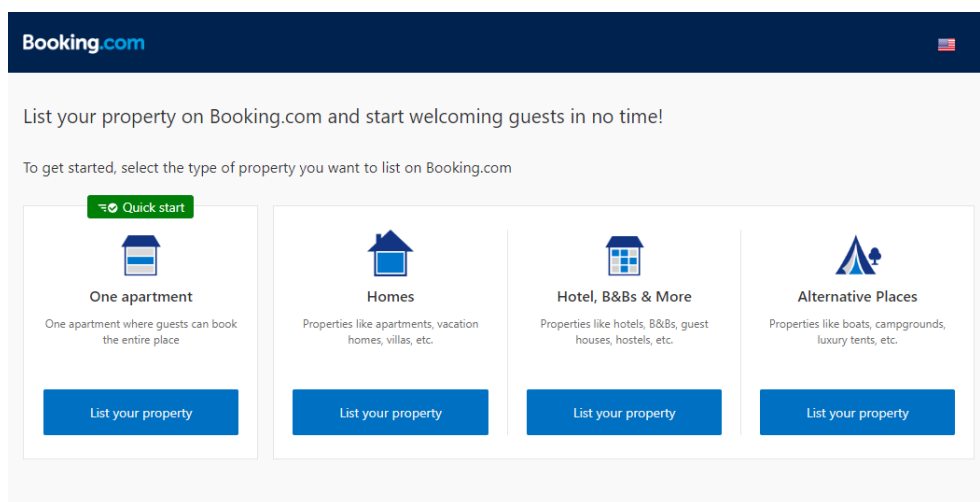 Booking.com
List your property on Booking.com and start welcoming guests in no time!
To get started, select the type of property you want to list on Booking.com
Quick start
One apartment
One apartment where guests can book
the entire place
List your property
Homes
Properties like apartments, vacation
homes, villas, etc.
List your property
Hotel, B&Bs & More
Properties like hotels, B&Bs, guest
houses, hostels, etc.
List your property
Alternative Places
Properties like boats, campgrounds,
luxury tents, etc.
List your property